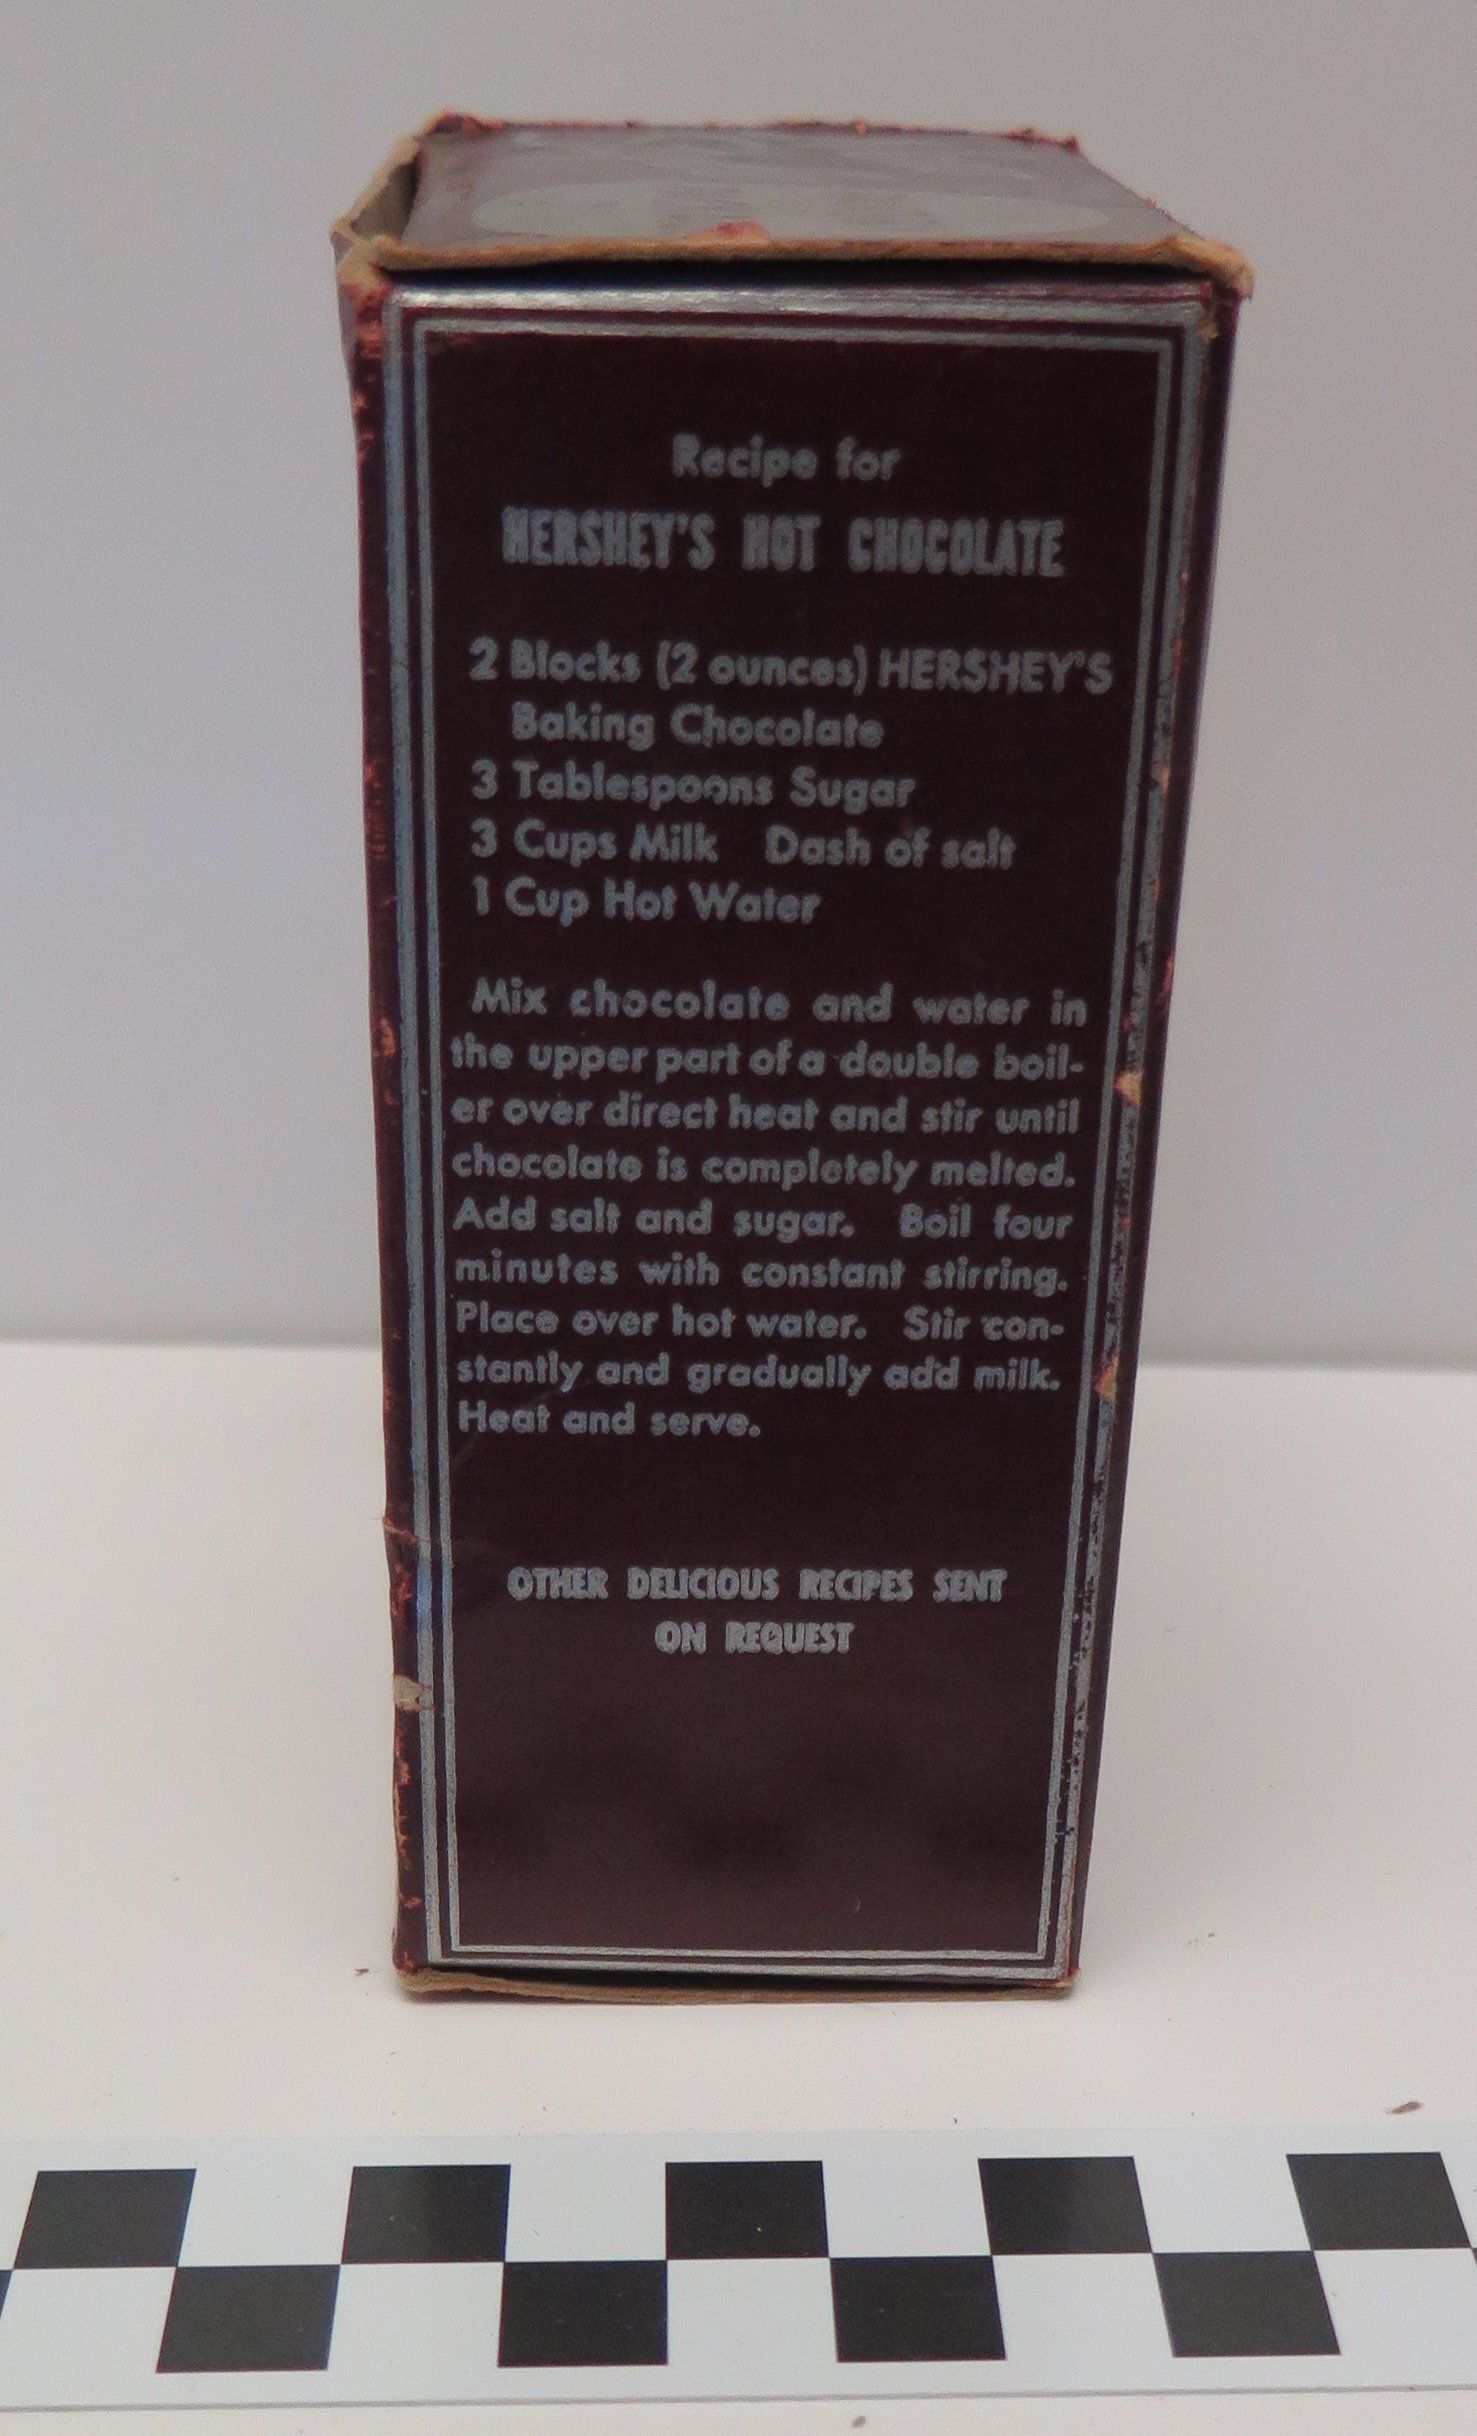 Recipe for
HERSHEY'S HOT CHOCOLATE
2 Blocks (2 ounces) HERSHEY'S
Baking Chocolate
3 Tablespoons Sugar
3 Cups Milk Dash of salt
1 Cup Hot Water
Mix chocolate and water in
the upper part of a double boil-
er over direct heat and stir until
chocolate is completely melted.
Add salt and sugar. Boil four
minutes with constant stirring.
Place over hot water. Stir con-
stantly and gradually add milk.
Heat and serve.
OTHER DELICIOUS RECIPES SENT
ON REQUEST